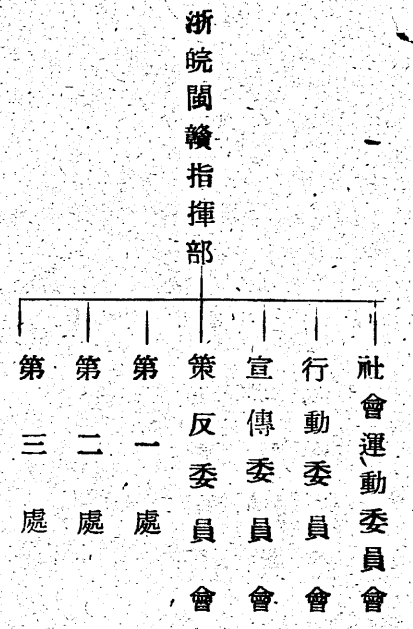 浙皖閩贛指揮部
社會運動委員會
行動委員會
宣傳委員會
策反委員會
第一處
第二處
第三處